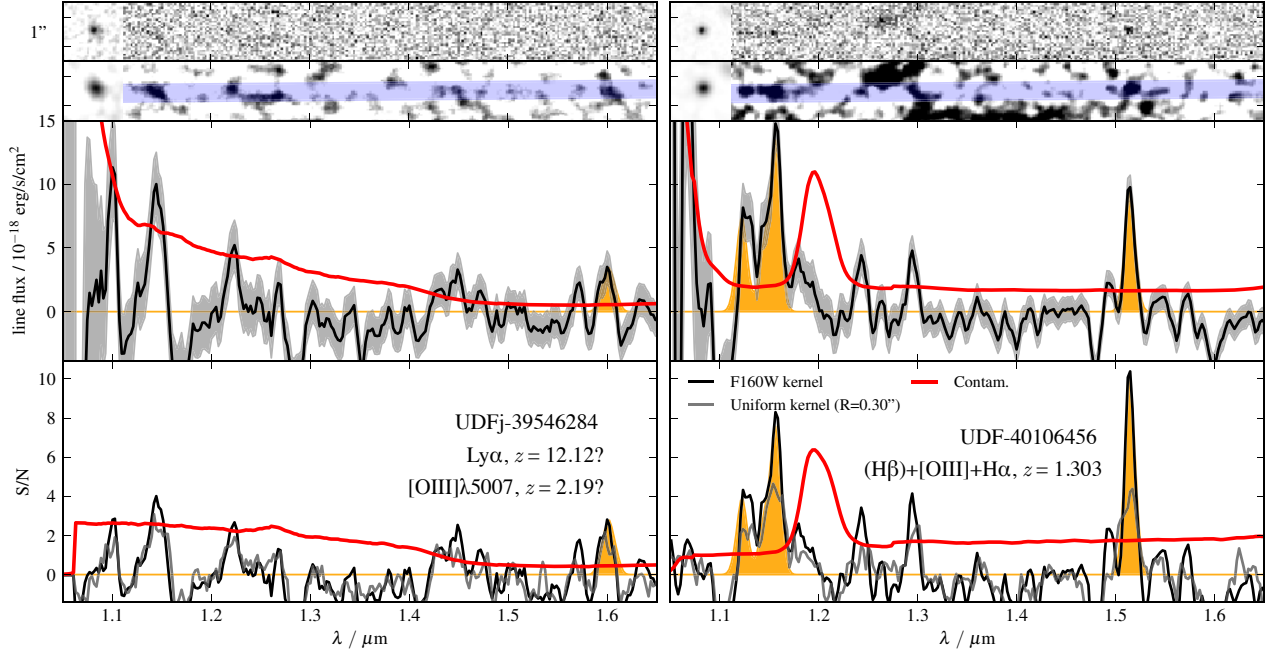 1”
15
10
5
0
line flux / 10⁻¹⁸ erg/s/cm²
10
8
6
4
2
0
S/N
UDFj-39546284
Lyα, z = 12.12?
[OIII]λ5007, z = 2.19?
1.1 1.2 1.3 1.4 1.5 1.6
λ / μm
F160W kernel
Contam.
Uniform kernel (R=0.30”)
UDF-40106456
(Hβ)+[OIII]+Hα, z = 1.303
1.1 1.2 1.3 1.4 1.5 1.6
λ / μm